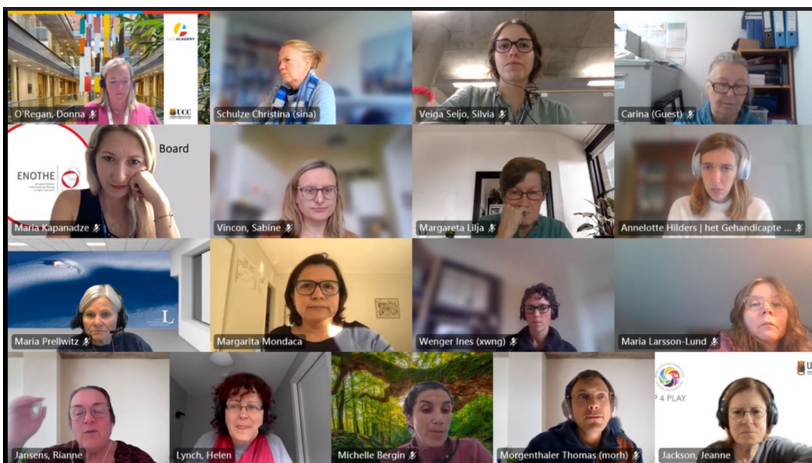 ACADEMY
UCC
O'Regan, Donna
Schulze Christina (sina)
Veiga Seijo, Silvia
Carina (Guest)
Board
ENOTHE
Maria Kapanadze
Vincon, Sabine
Margareta Lilja
Annelotte Hilders | het Gehandicapte ...
L
Maria Prellwitz
Margarita Mondaca
Wenger Ines (xwng)
Maria Larsson-Lund
P 4 PLAY
Jansens, Rianne
Lynch, Helen
Michelle Bergin
Morgenthaler Thomas (morh)
Jackson, Jeanne